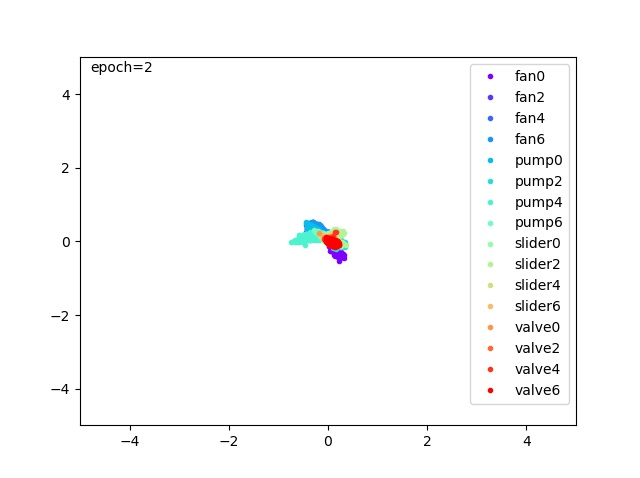 epoch=2
fan0
fan2
fan4
fan6
pump0
pump2
pump4
pump6
slider0
slider2
slider4
slider6
valve0
valve2
valve4
valve6
4
2
0
−2
−4
−4 −2 0 2 4